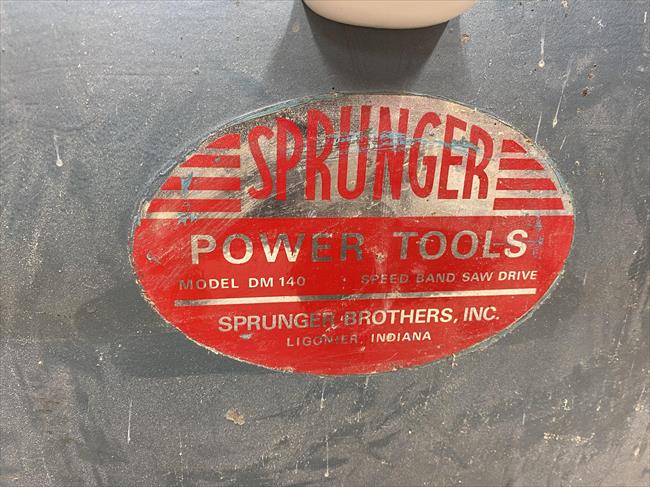 SPRUNGER
POWER TOOLS
MODEL DM 140 SPEED BAND SAW DRIVE
SPRUNGER BROTHERS, INC.
LIGONIER, INDIANA